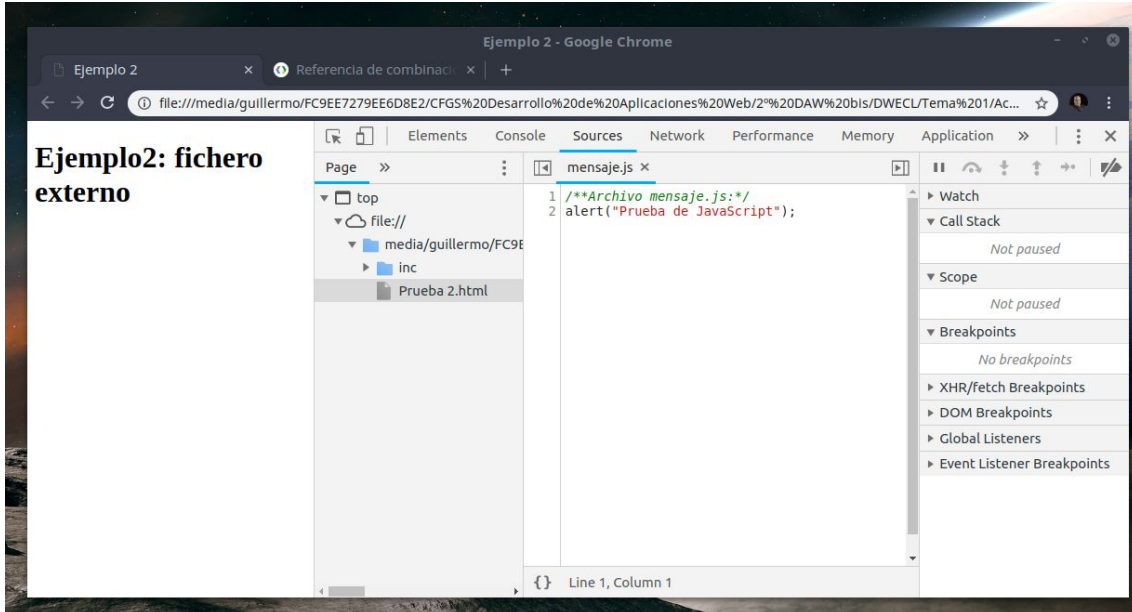 Ejemplo 2 - Google Chrome
Ejemplo 2
Referencia de combinació
file:///media/guillermo/FC9EE7279EE6D8E2/CFGS%20Desarrollo%20de%20Aplicaciones%20Web/2º%20DAW%20bis/DWECL/Tema%201/Ac...
Ejemplo2: fichero
externo
Elements Console Sources Network Performance Memory Application »
Page »
mensaje.js
top
file://
media/guillermo/FC9E
inc
Prueba 2.html
1 /**Archivo mensaje.js:*/
2 alert("Prueba de JavaScript");
{} Line 1, Column 1
Watch
Call Stack
Not paused
Scope
Not paused
Breakpoints
No breakpoints
XHR/fetch Breakpoints
DOM Breakpoints
Global Listeners
Event Listener Breakpoints